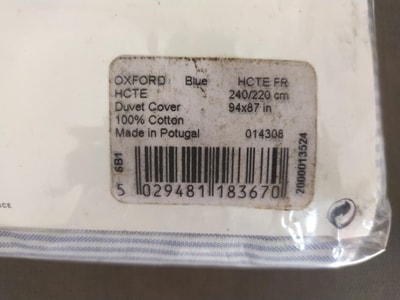 OXFORD Blue HCTE FR
HCTE 240/220 cm
Duvet Cover 94x87 in
100% Cotton
Made in Potugal 014308
6B1
5 029481 183670
2000013524